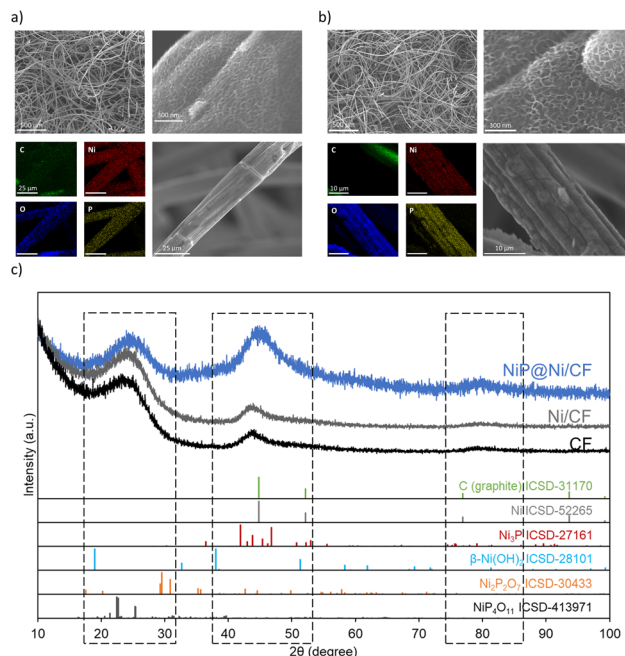 a)
b)
500 µm
300 nm
500 µm
300 nm
C
25 µm
Ni
O
P
25 µm
C
10 µm
Ni
O
P
10 µm
c)
NiP@Ni/CF
Ni/CF
CF
C (graphite) ICSD-31170
Ni ICSD-52265
Ni₃P ICSD-27161
β-Ni(OH)₂ ICSD-28101
Ni₂P₂O₇ ICSD-30433
NiP₄O₁₁ ICSD-413971
Intensity (a.u.)
10 20 30 40 50 60 70 80 90 100
2θ (degree)